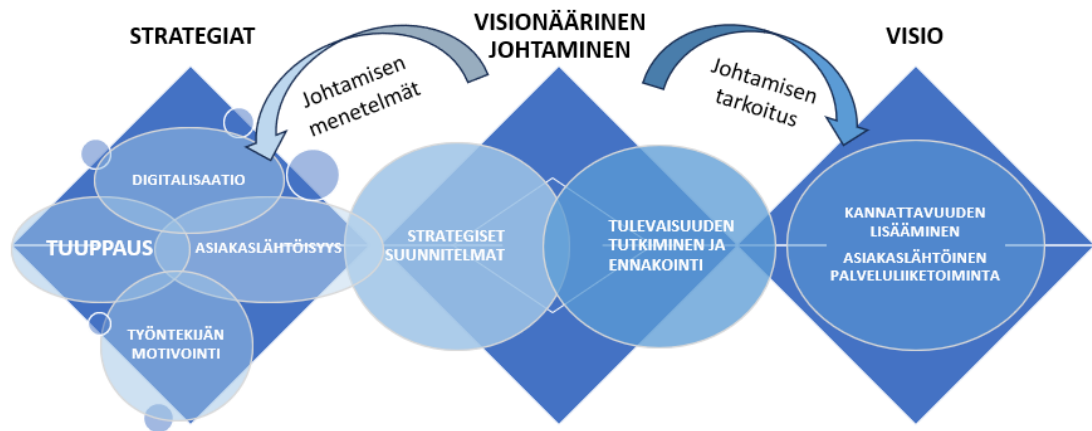 STRATEGIAT
VISIONÄÄRINEN
JOHTAMINEN
VISIO
Johtamisen
menetelmät
Johtamisen
tarkoitus
DIGITALISAATIO
TUUPPAUS
ASIAKASLÄHTÖISYYS
TYÖNTEKIJÄN
MOTIVOINTI
STRATEGISET
SUUNNITELMAT
TULEVAISUUDEN
TUTKIMINEN JA
ENNAKOINTI
KANNATTAVUUDEN
LISÄÄMINEN
ASIAKASLÄHTÖINEN
PALVELULIIKETOIMINTA